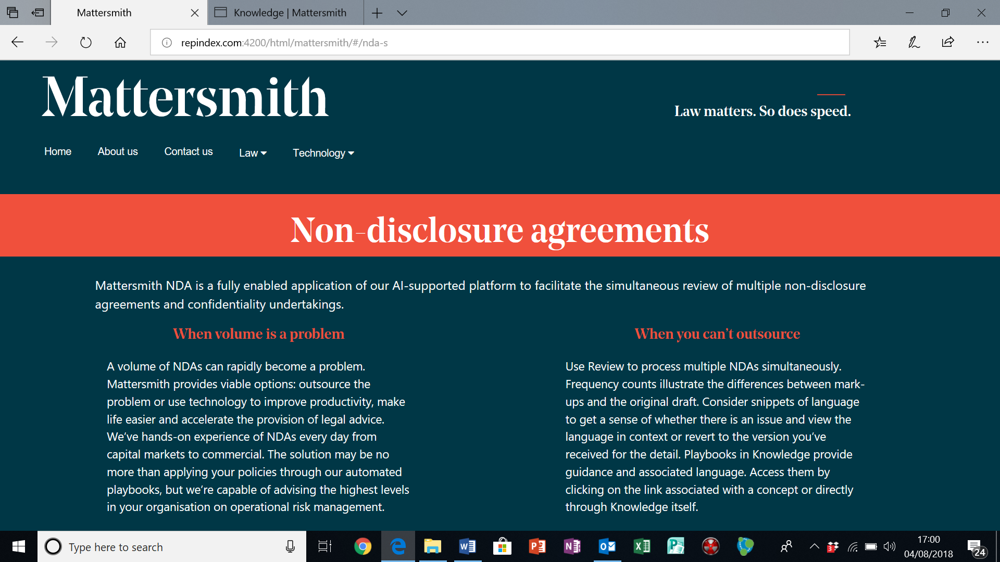 Mattersmith
Knowledge | Mattersmith
repindex.com:4200/html/mattersmith/#/nda-s
Mattersmith
Law matters. So does speed.
Home
About us
Contact us
Law
Technology
Non-disclosure agreements
Mattersmith NDA is a fully enabled application of our AI-supported platform to facilitate the simultaneous review of multiple non-disclosure
agreements and confidentiality undertakings.
When volume is a problem
A volume of NDAs can rapidly become a problem.
Mattersmith provides viable options: outsource the
problem or use technology to improve productivity, make
life easier and accelerate the provision of legal advice.
We’ve hands-on experience of NDAs every day from
capital markets to commercial. The solution may be no
more than applying your policies through our automated
playbooks, but we’re capable of advising the highest levels
in your organisation on operational risk management.
When you can’t outsource
Use Review to process multiple NDAs simultaneously.
Frequency counts illustrate the differences between mark-
ups and the original draft. Consider snippets of language
to get a sense of whether there is an issue and view the
language in context or revert to the version you’ve
received for the detail. Playbooks in Knowledge provide
guidance and associated language. Access them by
clicking on the link associated with a concept or directly
through Knowledge itself.
Type here to search
17:00
04/08/2018
24